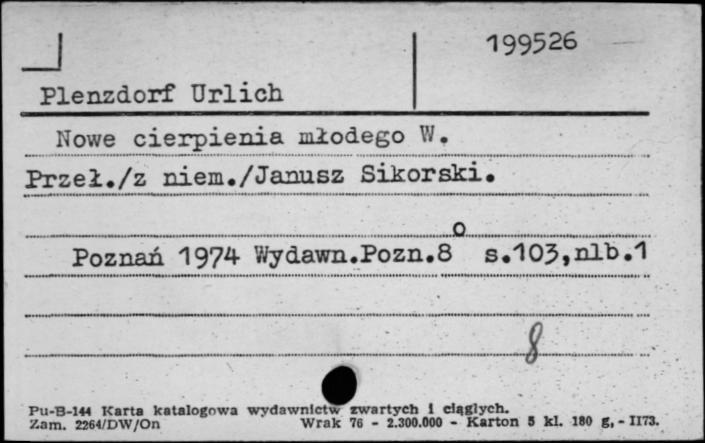 199526
Plenzdorf Urlich
Nowe cierpienia młodego W.
Przeł./z niem./Janusz Sikorski.
Poznań 1974 Wydawn.Pozn.8° s.103,nlb.1
8
Pu-B-144 Karta katalogowa wydawnictw zwartych i ciągłych.
Zam. 2264/DW/On Wrak 76 - 2.300.000 - Karton 5 kl. 180 g, - II73.